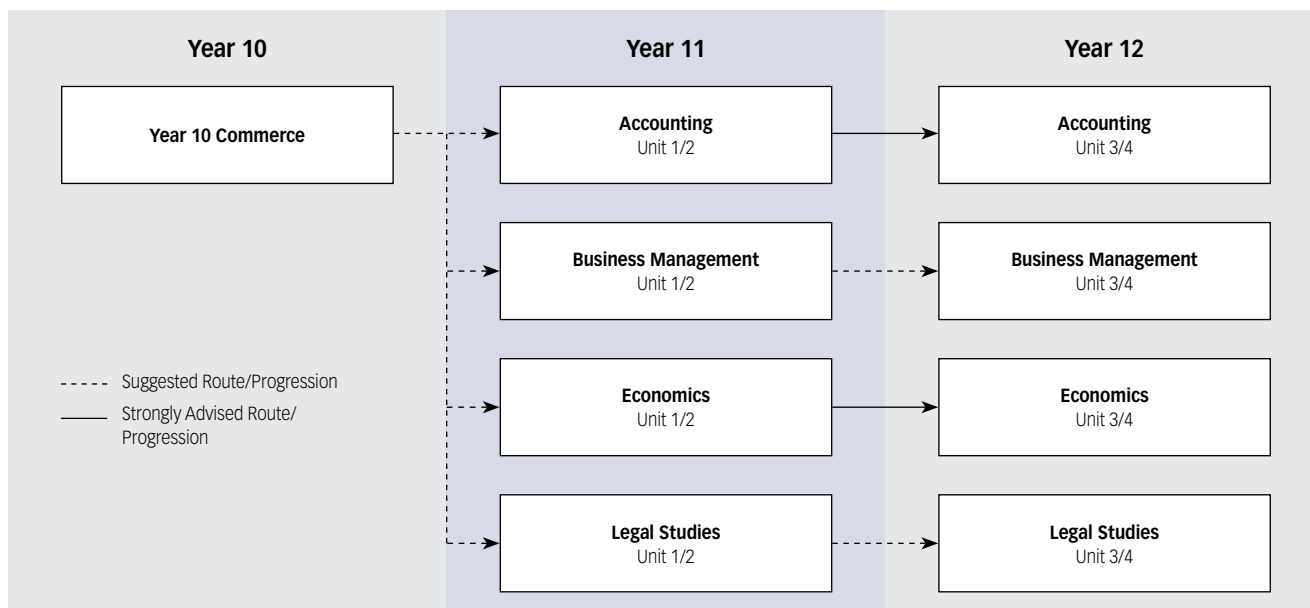 Year 10
Year 11
Year 12
Year 10 Commerce
Accounting
Unit 1/2
Accounting
Unit 3/4
Business Management
Unit 1/2
Business Management
Unit 3/4
Suggested Route/Progression
Strongly Advised Route/
Progression
Economics
Unit 1/2
Economics
Unit 3/4
Legal Studies
Unit 1/2
Legal Studies
Unit 3/4